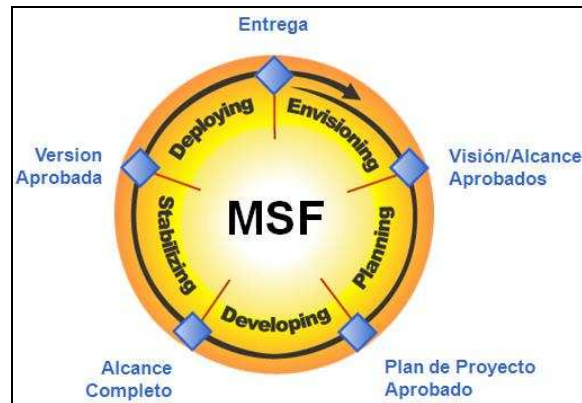 Entrega
Deploying
Envisioning
Version
Aprobada
Visión/Alcance
Aprobados
MSF
Stabilizing
Planning
Developing
Alcance
Completo
Plan de Proyecto
Aprobado